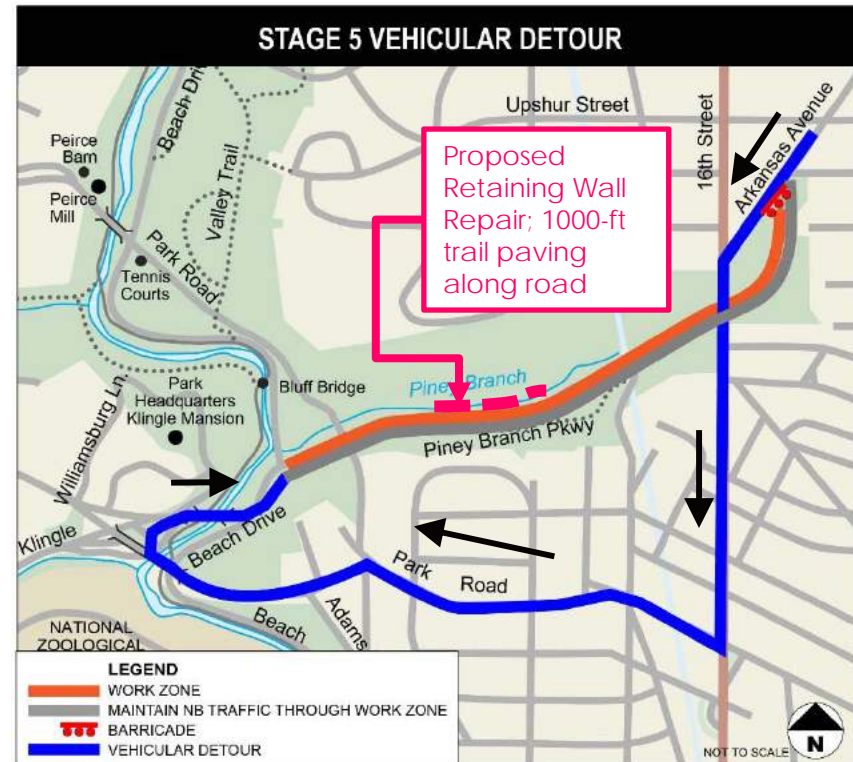 STAGE 5 VEHICULAR DETOUR
Beach Driv
Upshur Street
16th Street
Arkansas Avenue
Peirce
Bam
Peirce
Mill
Valley Trail
Proposed
Retaining Wall
Repair; 1000-ft
trail paving
along road
Park Road
Tennis
Courts
Park
Headquarters
Klingle Mansion
Bluff Bridge
Piney Branch
Williamsburg Ln.
Piney Branch Pkwy
Klingle
Beach Drive
Park
Road
Adams
Beach
NATIONAL
ZOOLOGICAL
LEGEND
WORK ZONE
MAINTAIN NB TRAFFIC THROUGH WORK ZONE
BARRICADE
VEHICULAR DETOUR
NOT TO SCALE
N